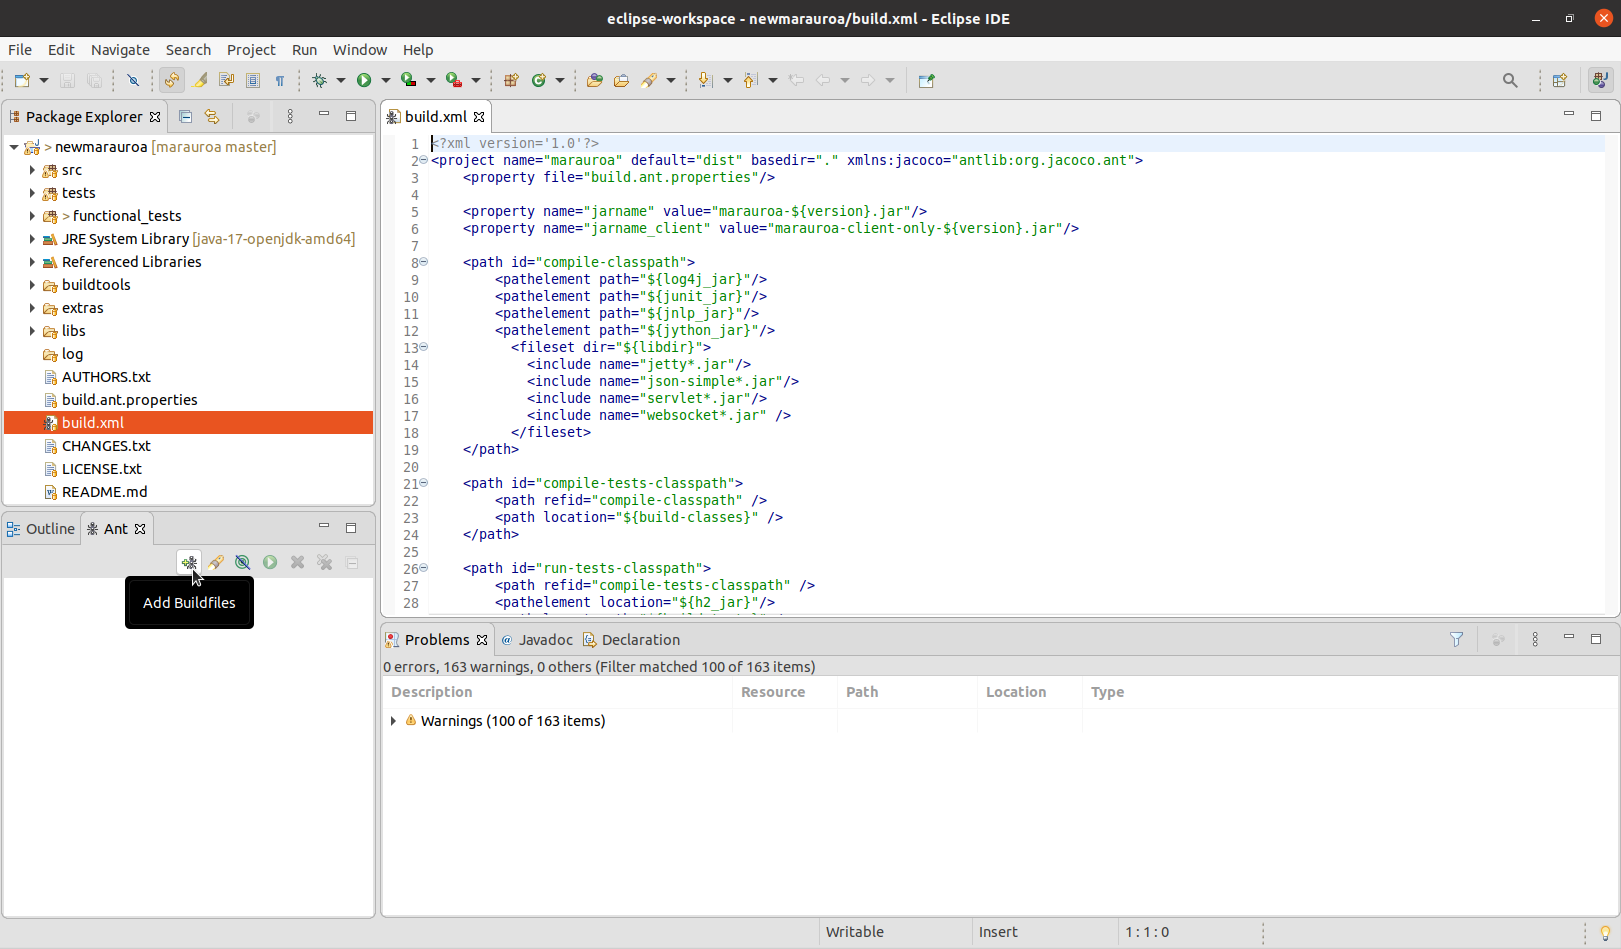 eclipse-workspace - newmarauroa/build.xml - Eclipse IDE
File Edit Navigate Search Project Run Window Help
Package Explorer
> newmarauroa [marauroa master]
src
tests
> functional_tests
JRE System Library [java-17-openjdk-amd64]
Referenced Libraries
buildtools
extras
libs
log
AUTHORS.txt
build.ant.properties
build.xml
CHANGES.txt
LICENSE.txt
README.md
Outline Ant
Add Buildfiles
build.xml
1 <?xml version='1.0'?>
2 <project name="marauroa" default="dist" basedir="." xmlns:jacoco="antlib:org.jacoco.ant">
3 <property file="build.ant.properties"/>
4
5 <property name="jarname" value="marauroa-${version}.jar"/>
6 <property name="jarname_client" value="marauroa-client-only-${version}.jar"/>
7
8 <path id="compile-classpath">
9 <pathelement path="${log4j_jar}"/>
10 <pathelement path="${junit_jar}"/>
11 <pathelement path="${jnlp_jar}"/>
12 <pathelement path="${jython_jar}"/>
13 <fileset dir="${libdir}">
14 <include name="jetty*.jar"/>
15 <include name="json-simple*.jar"/>
16 <include name="servlet*.jar"/>
17 <include name="websocket*.jar" />
18 </fileset>
19 </path>
20
21 <path id="compile-tests-classpath">
22 <path refid="compile-classpath" />
23 <path location="${build-classes}" />
24 </path>
25
26 <path id="run-tests-classpath">
27 <path refid="compile-tests-classpath" />
28 <pathelement location="${h2_jar}"/>
Problems @ Javadoc Declaration
0 errors, 163 warnings, 0 others (Filter matched 100 of 163 items)
Description Resource Path Location Type
Warnings (100 of 163 items)
Writable Insert 1 : 1 : 0